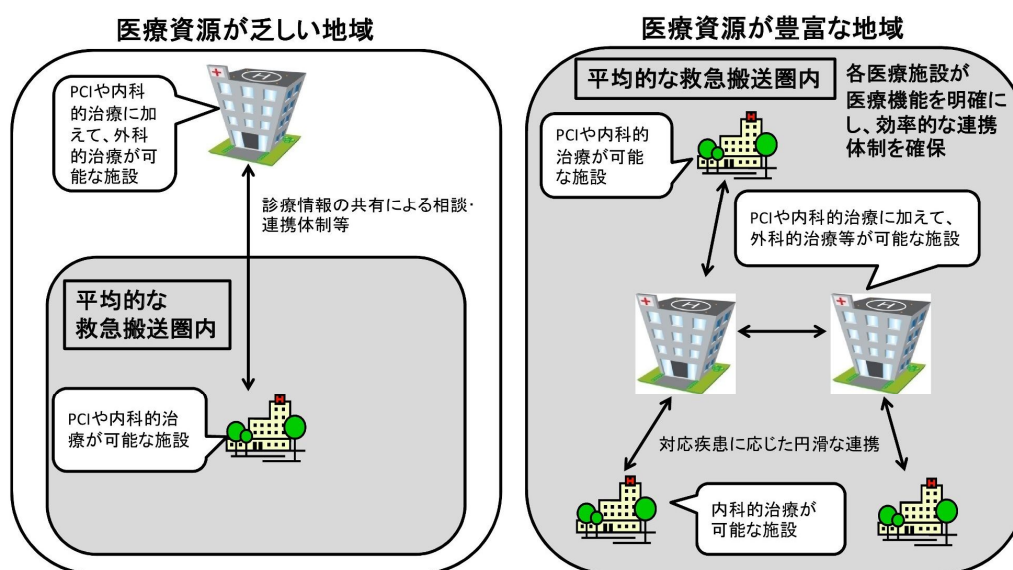 医療資源が乏しい地域
PCIや内科
的治療に加
えて、外科
的治療が可
能な施設
H
診療情報の共有による相談・
連携体制等
平均的な
救急搬送圏内
PCIや内科的治
療が可能な施設
H
医療資源が豊富な地域
平均的な救急搬送圏内
各医療施設が
医療機能を明確に
し、効率的な連携
体制を確保
PCIや内科的
治療が可能
な施設
H
PCIや内科的治療に加えて、
外科的治療等が可能な施設
H
H
対応疾患に応じた円滑な連携
H
内科的治療が
可能な施設
H